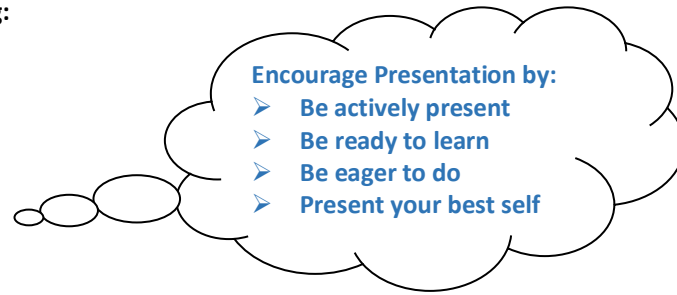 g:
Encourage Presentation by:
➢ Be actively present
➢ Be ready to learn
➢ Be eager to do
➢ Present your best self